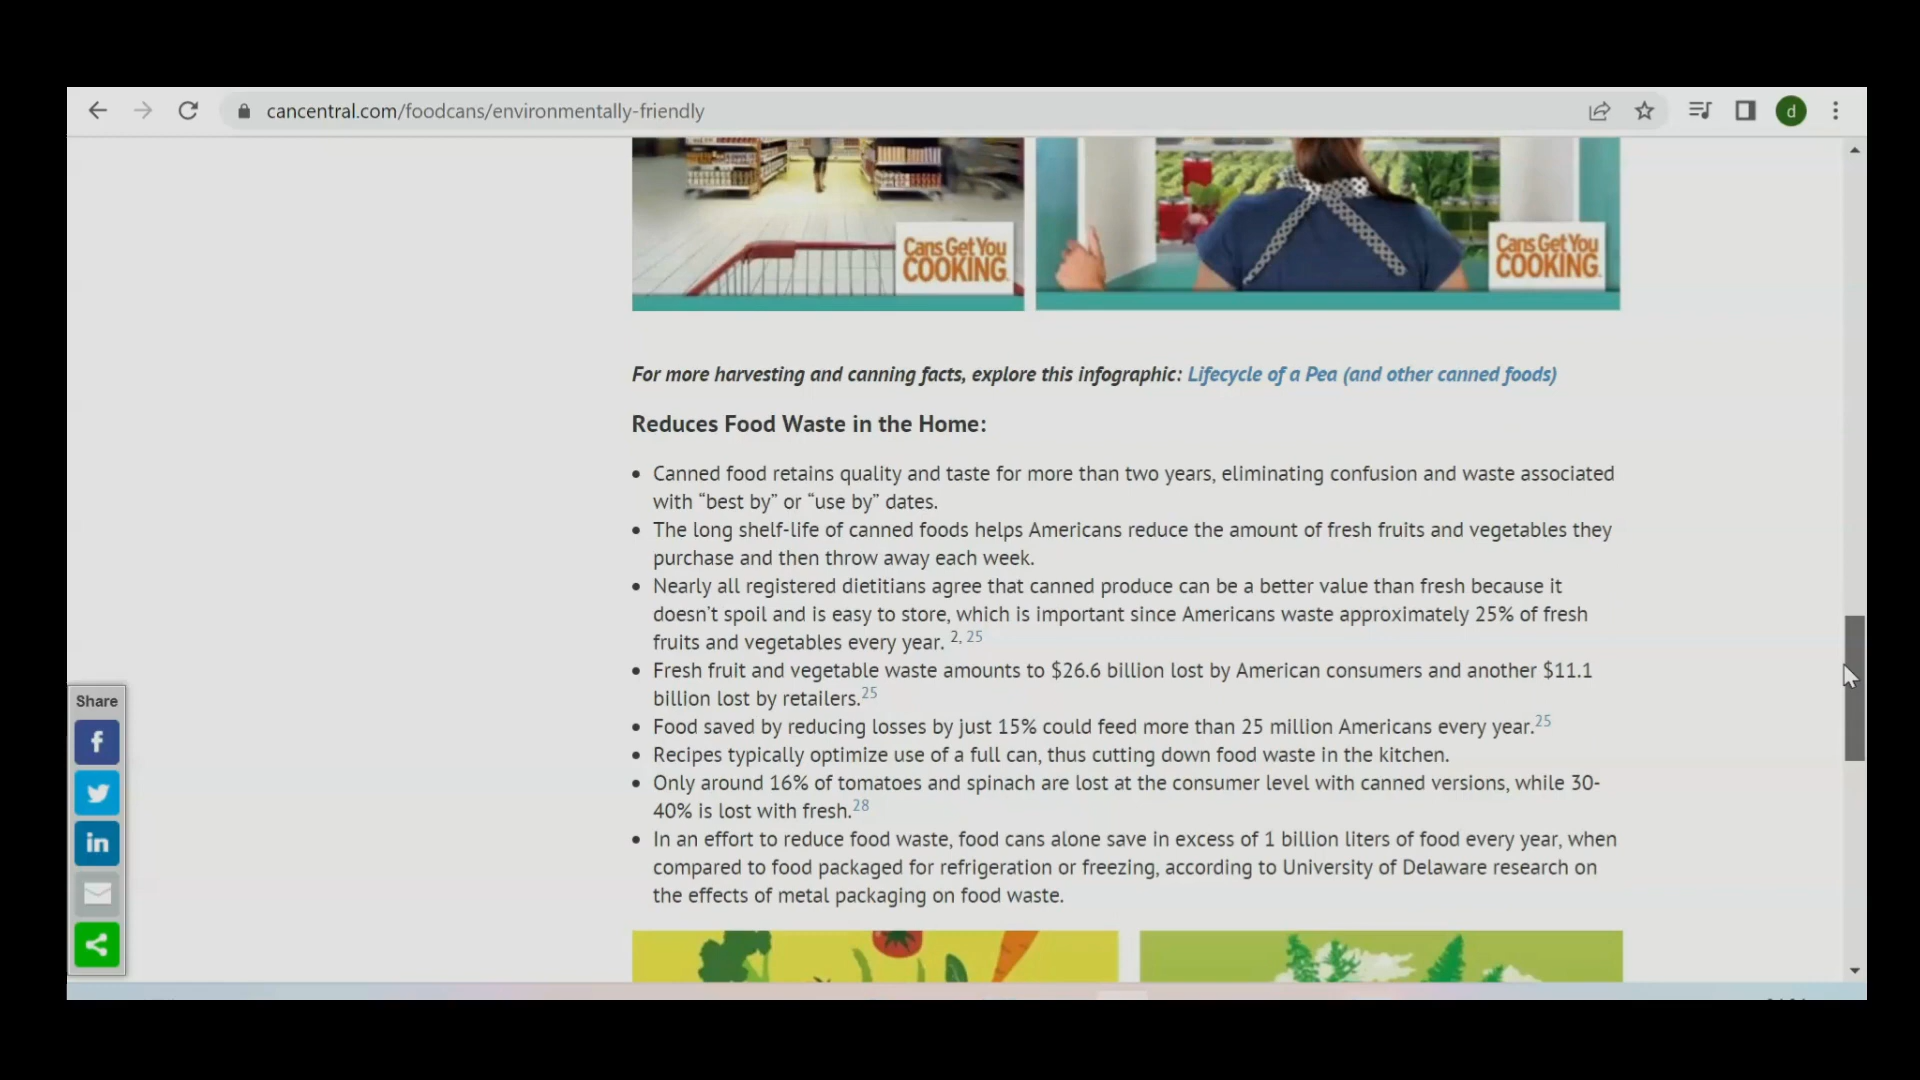 cancentral.com/foodcans/environmentally-friendly
d
Cans Get You
COOKING
Cans Get You
COOKING
For more harvesting and canning facts, explore this infographic: Lifecycle of a Pea (and other canned foods)
Reduces Food Waste in the Home:
Canned food retains quality and taste for more than two years, eliminating confusion and waste associated
with “best by” or “use by” dates.
The long shelf-life of canned foods helps Americans reduce the amount of fresh fruits and vegetables they
purchase and then throw away each week.
Nearly all registered dietitians agree that canned produce can be a better value than fresh because it
doesn’t spoil and is easy to store, which is important since Americans waste approximately 25% of fresh
fruits and vegetables every year. 2, 25
Fresh fruit and vegetable waste amounts to $26.6 billion lost by American consumers and another $11.1
billion lost by retailers.25
Food saved by reducing losses by just 15% could feed more than 25 million Americans every year.25
Recipes typically optimize use of a full can, thus cutting down food waste in the kitchen.
Only around 16% of tomatoes and spinach are lost at the consumer level with canned versions, while 30-
40% is lost with fresh.28
In an effort to reduce food waste, food cans alone save in excess of 1 billion liters of food every year, when
compared to food packaged for refrigeration or freezing, according to University of Delaware research on
the effects of metal packaging on food waste.
Share
f
in